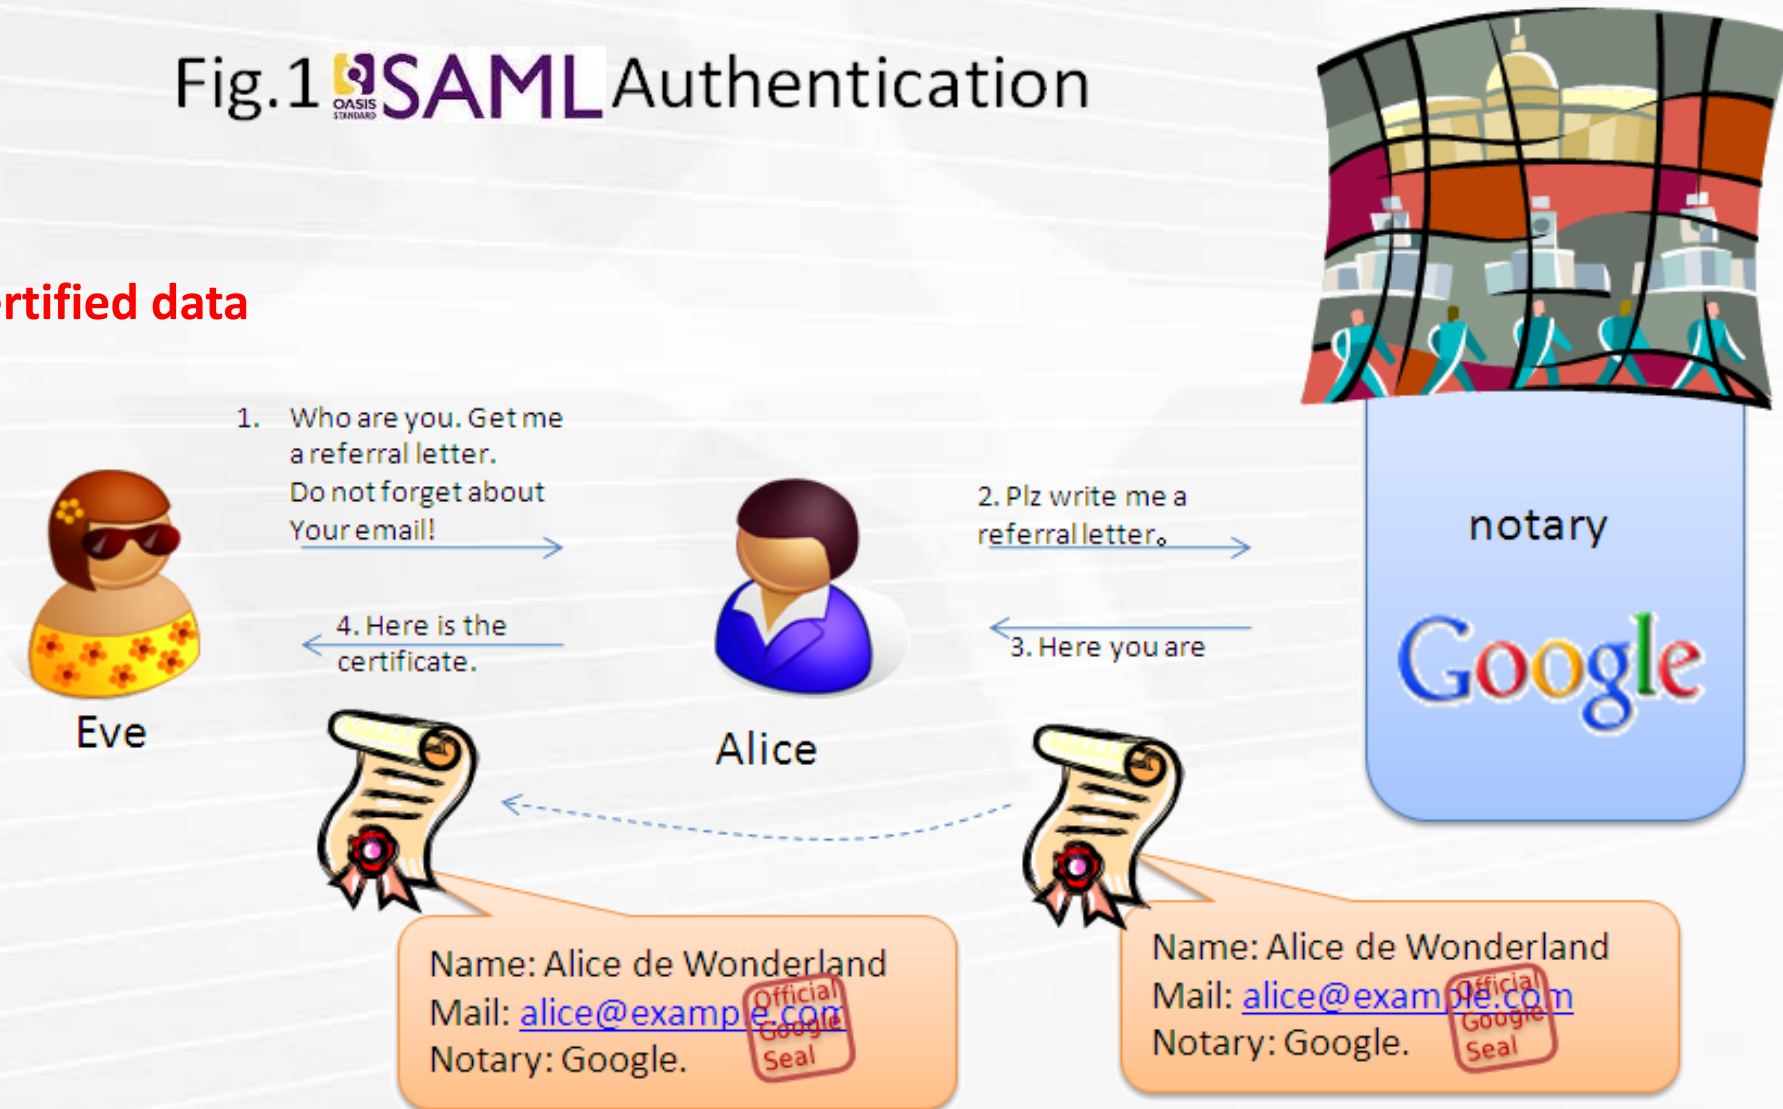 Fig.1 OASIS STANDARD SAML Authentication
rtified data
1. Who are you. Get me
a referral letter.
Do not forget about
Your email!
2. Plz write me a
referral letter。
notary
Google
4. Here is the
certificate.
3. Here you are
Eve
Alice
Name: Alice de Wonderland
Mail: alice@example.com
Notary: Google.
Official
Google
Seal
Name: Alice de Wonderland
Mail: alice@example.com
Notary: Google.
Official
Google
Seal